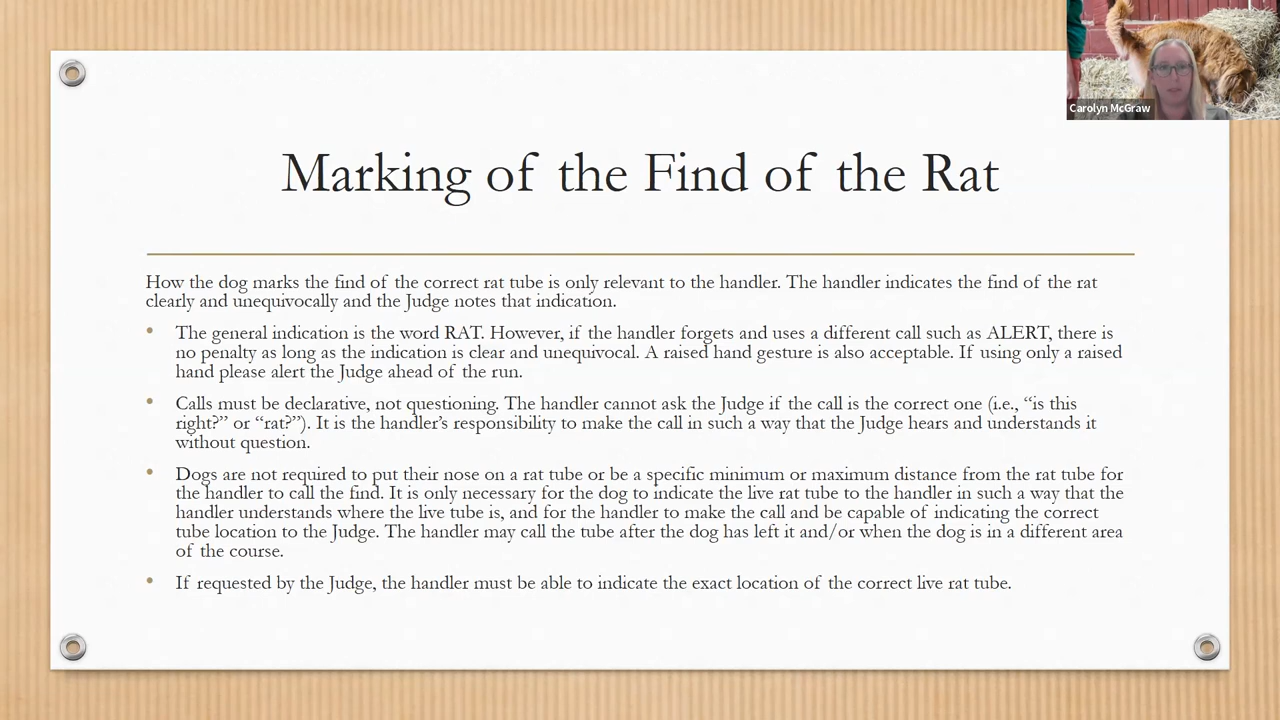 Carolyn McGraw
Marking of the Find of the Rat
How the dog marks the find of the correct rat tube is only relevant to the handler. The handler indicates the find of the rat
clearly and unequivocally and the Judge notes that indication.
• The general indication is the word RAT. However, if the handler forgets and uses a different call such as ALERT, there is
no penalty as long as the indication is clear and unequivocal. A raised hand gesture is also acceptable. If using only a raised
hand please alert the Judge ahead of the run.
• Calls must be declarative, not questioning. The handler cannot ask the Judge if the call is the correct one (i.e., “is this
right?” or “rat?”). It is the handler’s responsibility to make the call in such a way that the Judge hears and understands it
without question.
• Dogs are not required to put their nose on a rat tube or be a specific minimum or maximum distance from the rat tube for
the handler to call the find. It is only necessary for the dog to indicate the live rat tube to the handler in such a way that the
handler understands where the live tube is, and for the handler to make the call and be capable of indicating the correct
tube location to the Judge. The handler may call the tube after the dog has left it and/or when the dog is in a different area
of the course.
• If requested by the Judge, the handler must be able to indicate the exact location of the correct live rat tube.